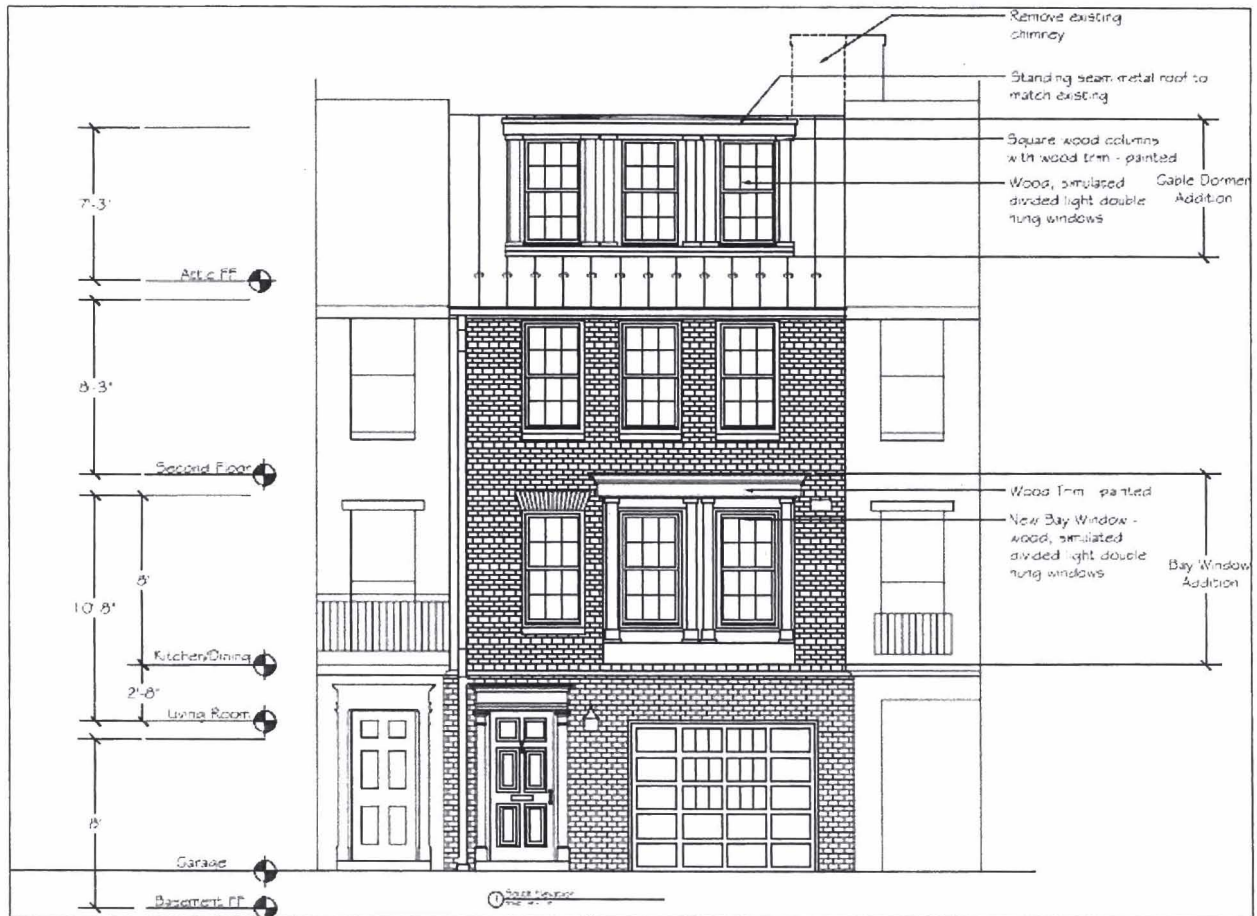 Remove existing
chimney
Standing seam metal roof to
match existing
Square wood columns
with wood trim - painted
Wood, simulated
divided light double
hung windows
Gable Dormer
Addition
7'-3"
Attic FF
8'-3"
Second Floor
Wood Trim - painted
New Bay Window -
wood, simulated
divided light double
hung windows
Bay Window
Addition
8'
10'-8"
Kitchen/Dining
2'-8"
Living Room
8'
Garage
Basement FF
1